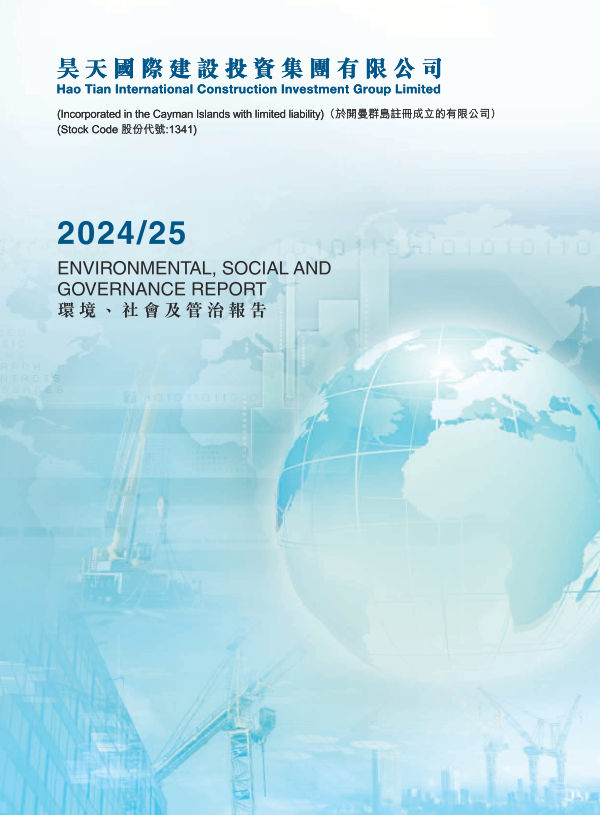 昊天國際建設投資集團有限公司
Hao Tian International Construction Investment Group Limited
(Incorporated in the Cayman Islands with limited liability)（於開曼群島註冊成立的有限公司）
(Stock Code 股份代號:1341)
2024/25
ENVIRONMENTAL, SOCIAL AND
GOVERNANCE REPORT
環境、社會及管治報告